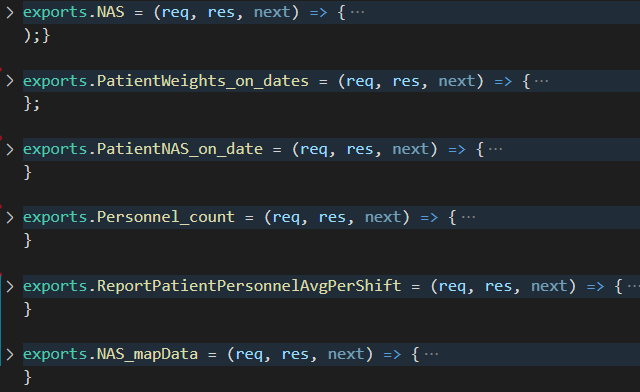 exports.NAS = (req, res, next) => {···
);}
exports.PatientWeights_on_dates = (req, res, next) => {···
};
exports.PatientNAS_on_date = (req, res, next) => {···
}
exports.Personnel_count = (req, res, next) => {···
}
exports.ReportPatientPersonnelAvgPerShift = (req, res, next) => {···
}
exports.NAS_mapData = (req, res, next) => {···
}